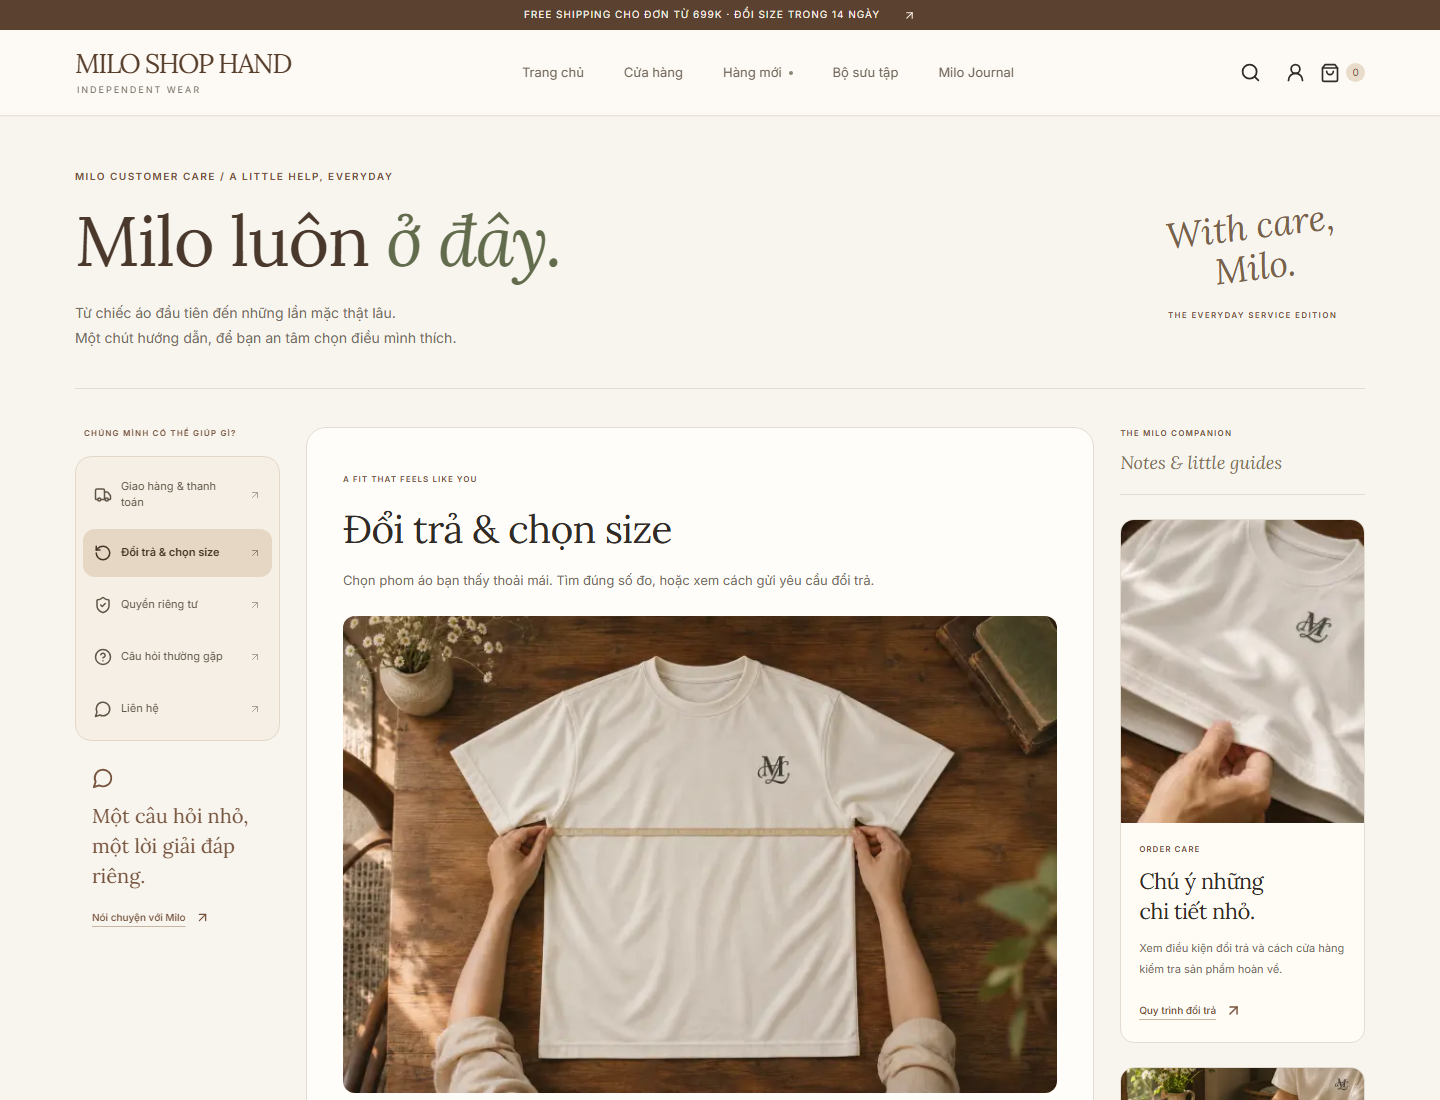 FREE SHIPPING CHO ĐƠN TỪ 699K · ĐỔI SIZE TRONG 14 NGÀY
MILO SHOP HAND
INDEPENDENT WEAR
Trang chủ
Cửa hàng
Hàng mới
Bộ sưu tập
Milo Journal
0
MILO CUSTOMER CARE / A LITTLE HELP, EVERYDAY
Milo luôn ở đây.
Từ chiếc áo đầu tiên đến những lần mặc thật lâu.
Một chút hướng dẫn, để bạn an tâm chọn điều mình thích.
With care,
Milo.
THE EVERYDAY SERVICE EDITION
CHÚNG MÌNH CÓ THỂ GIÚP GÌ?
Giao hàng & thanh
toán
Đổi trả & chọn size
Quyền riêng tư
Câu hỏi thường gặp
Liên hệ
Một câu hỏi nhỏ,
một lời giải đáp
riêng.
Nói chuyện với Milo
A FIT THAT FEELS LIKE YOU
Đổi trả & chọn size
Chọn phom áo bạn thấy thoải mái. Tìm đúng số đo, hoặc xem cách gửi yêu cầu đổi trả.
THE MILO COMPANION
Notes & little guides
ORDER CARE
Chú ý những
chi tiết nhỏ.
Xem điều kiện đổi trả và cách cửa hàng
kiểm tra sản phẩm hoàn về.
Quy trình đổi trả